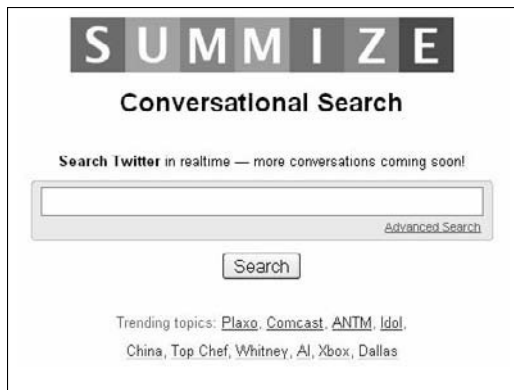 SUMMIZE
Conversational Search
Search Twitter in realtime — more conversations coming soon!
Advanced Search
Search
Trending topics: Plaxo, Comcast, ANTM, Idol,
China, Top Chef, Whitney, AI, Xbox, Dallas